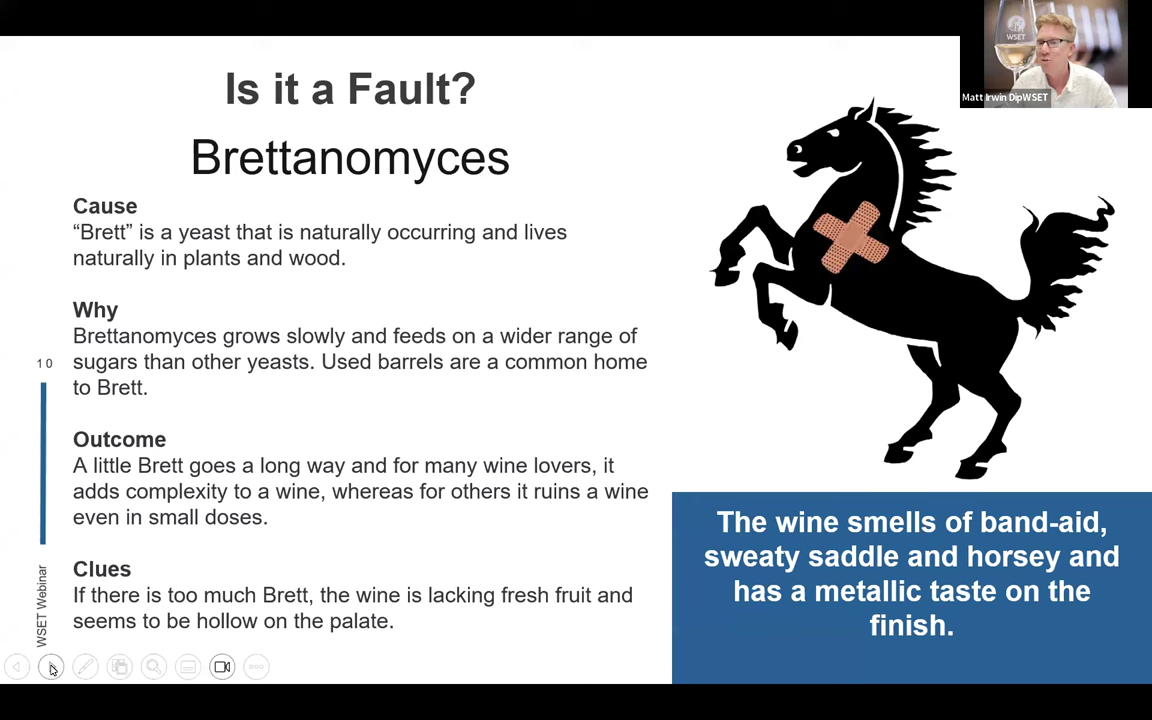 Is it a Fault?
Brettanomyces
Cause
“Brett” is a yeast that is naturally occurring and lives
naturally in plants and wood.
Why
Brettanomyces grows slowly and feeds on a wider range of
sugars than other yeasts. Used barrels are a common home
to Brett.
Outcome
A little Brett goes a long way and for many wine lovers, it
adds complexity to a wine, whereas for others it ruins a wine
even in small doses.
Clues
If there is too much Brett, the wine is lacking fresh fruit and
seems to be hollow on the palate.
10
WSET Webinar
The wine smells of band-aid,
sweaty saddle and horsey and
has a metallic taste on the
finish.
WSET
Matt Irwin DipWSET